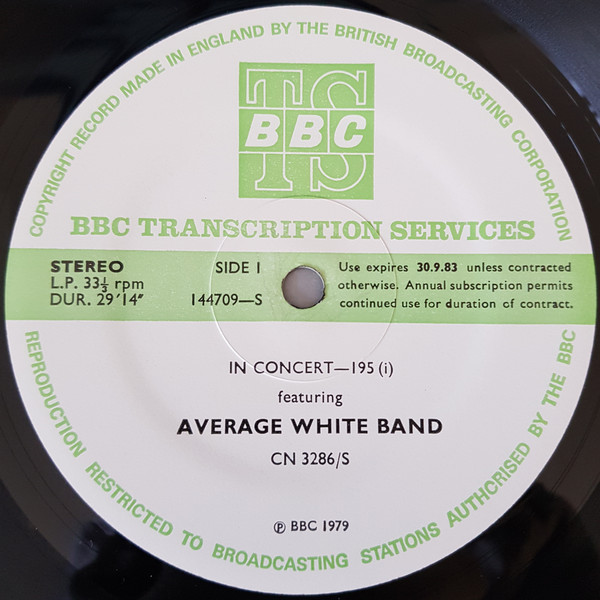 COPYRIGHT RECORD MADE IN ENGLAND BY THE BRITISH BROADCASTING CORPORATION
TS
BBC
BBC TRANSCRIPTION SERVICES
STEREO
L.P. 33⅓ rpm
DUR. 29'14"
SIDE 1
144709—S
Use expires 30.9.83 unless contracted
otherwise. Annual subscription permits
continued use for duration of contract.
IN CONCERT—195 (i)
featuring
AVERAGE WHITE BAND
CN 3286/S
℗ BBC 1979
REPRODUCTION RESTRICTED TO BROADCASTING STATIONS AUTHORISED BY THE BBC